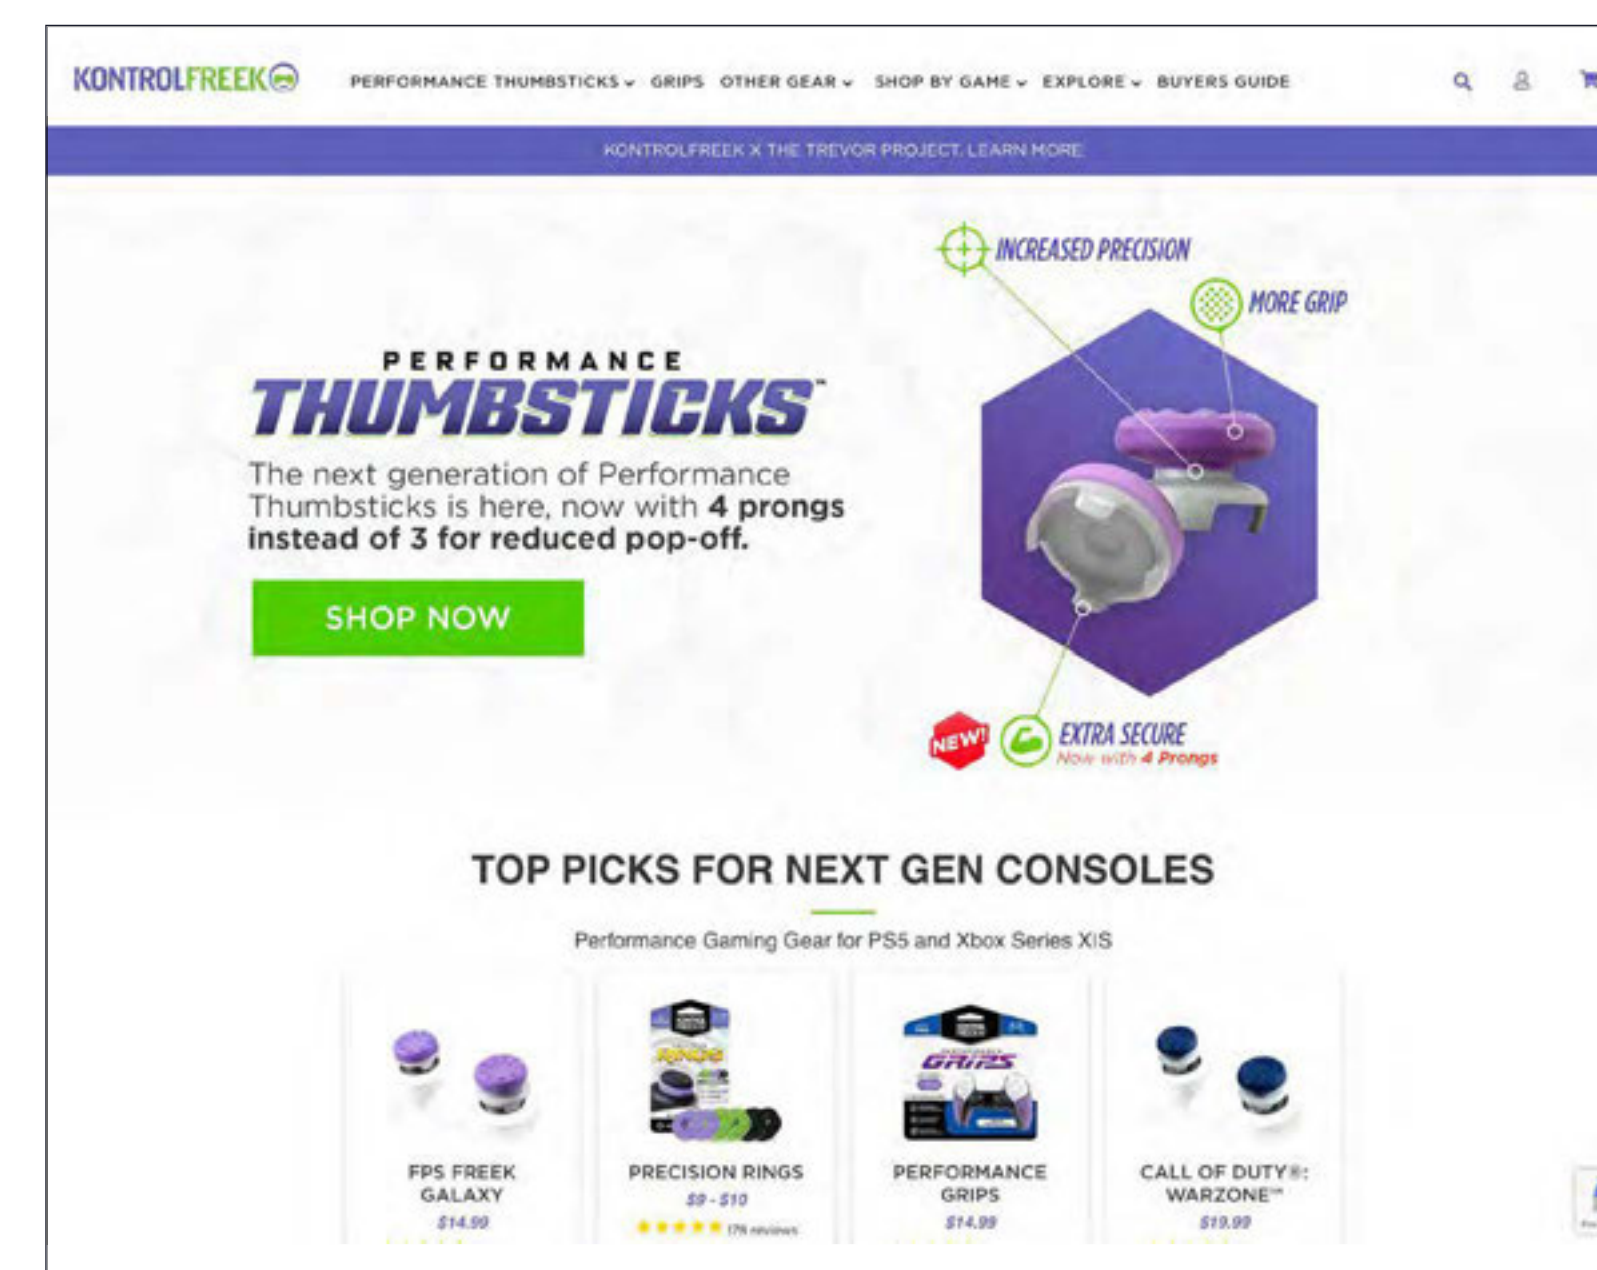 KONTROLFREEK
PERFORMANCE THUMBSTICKS GRIPS OTHER GEAR SHOP BY GAME EXPLORE BUYERS GUIDE
KONTROLFREEK X THE TREVOR PROJECT. LEARN MORE
INCREASED PRECISION
MORE GRIP
PERFORMANCE
THUMBSTICKS™
The next generation of Performance
Thumbsticks is here, now with 4 prongs
instead of 3 for reduced pop-off.
SHOP NOW
NEW!
EXTRA SECURE
Now with 4 Prongs
TOP PICKS FOR NEXT GEN CONSOLES
Performance Gaming Gear for PS5 and Xbox Series X|S
RINGS
GRIPS
FPS FREEK
GALAXY
$14.99
PRECISION RINGS
$9 - $10
reviews
PERFORMANCE
GRIPS
$14.99
CALL OF DUTY®:
WARZONE™
$19.99